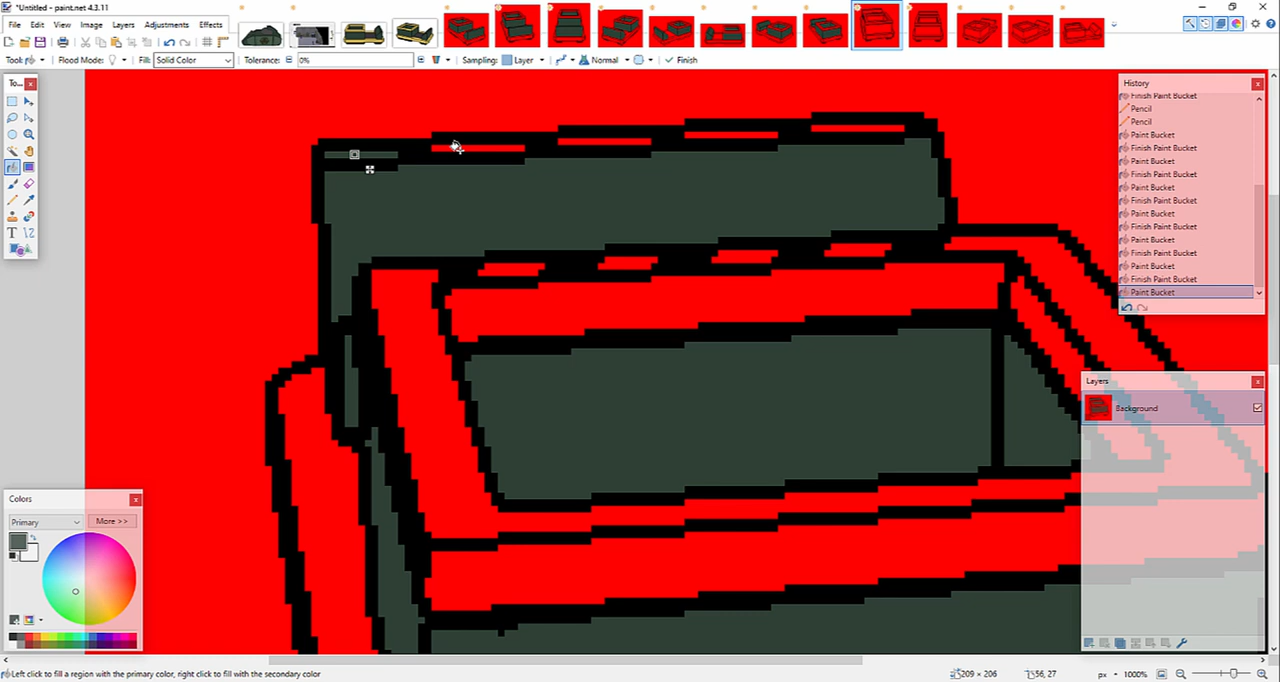 *Untitled - paint.net 4.3.11
File Edit View Image Layers Adjustments Effects
Tool: Flood Mode: Fill: Solid Color Tolerance: 0% Sampling: Layer Normal Finish
To...
History
Finish Paint Bucket
Pencil
Pencil
Paint Bucket
Finish Paint Bucket
Paint Bucket
Finish Paint Bucket
Paint Bucket
Finish Paint Bucket
Paint Bucket
Finish Paint Bucket
Paint Bucket
Finish Paint Bucket
Paint Bucket
Finish Paint Bucket
Paint Bucket
Layers
Background
Colors
Primary More >>
Left click to fill a region with the primary color, right click to fill with the secondary color 209 × 206 56, 27 px 1000%